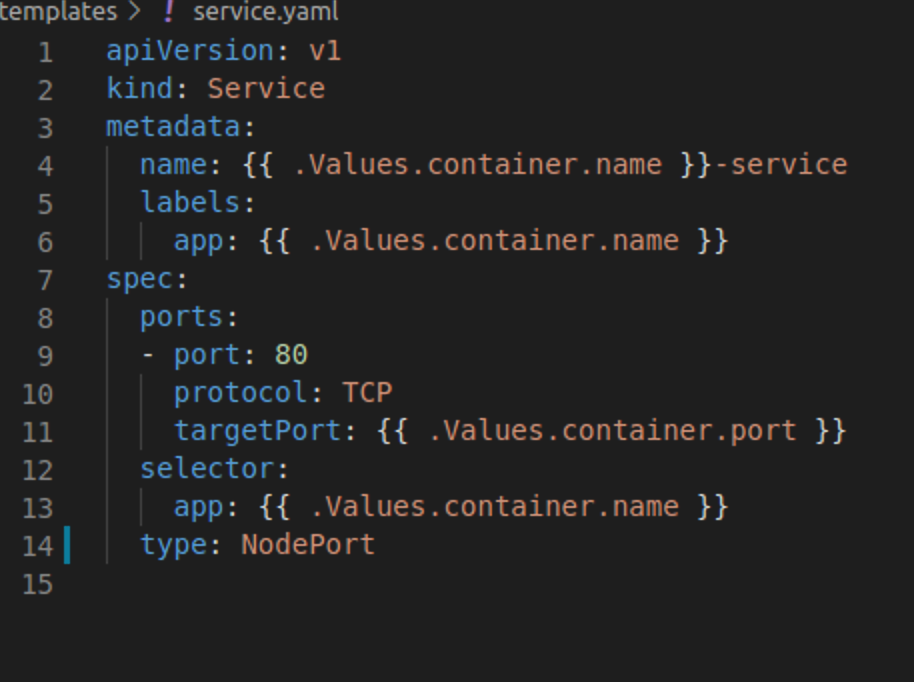 templates > ! service.yaml
1 apiVersion: v1
2 kind: Service
3 metadata:
4   name: {{ .Values.container.name }}-service
5   labels:
6     app: {{ .Values.container.name }}
7 spec:
8   ports:
9   - port: 80
10     protocol: TCP
11     targetPort: {{ .Values.container.port }}
12   selector:
13     app: {{ .Values.container.name }}
14   type: NodePort
15